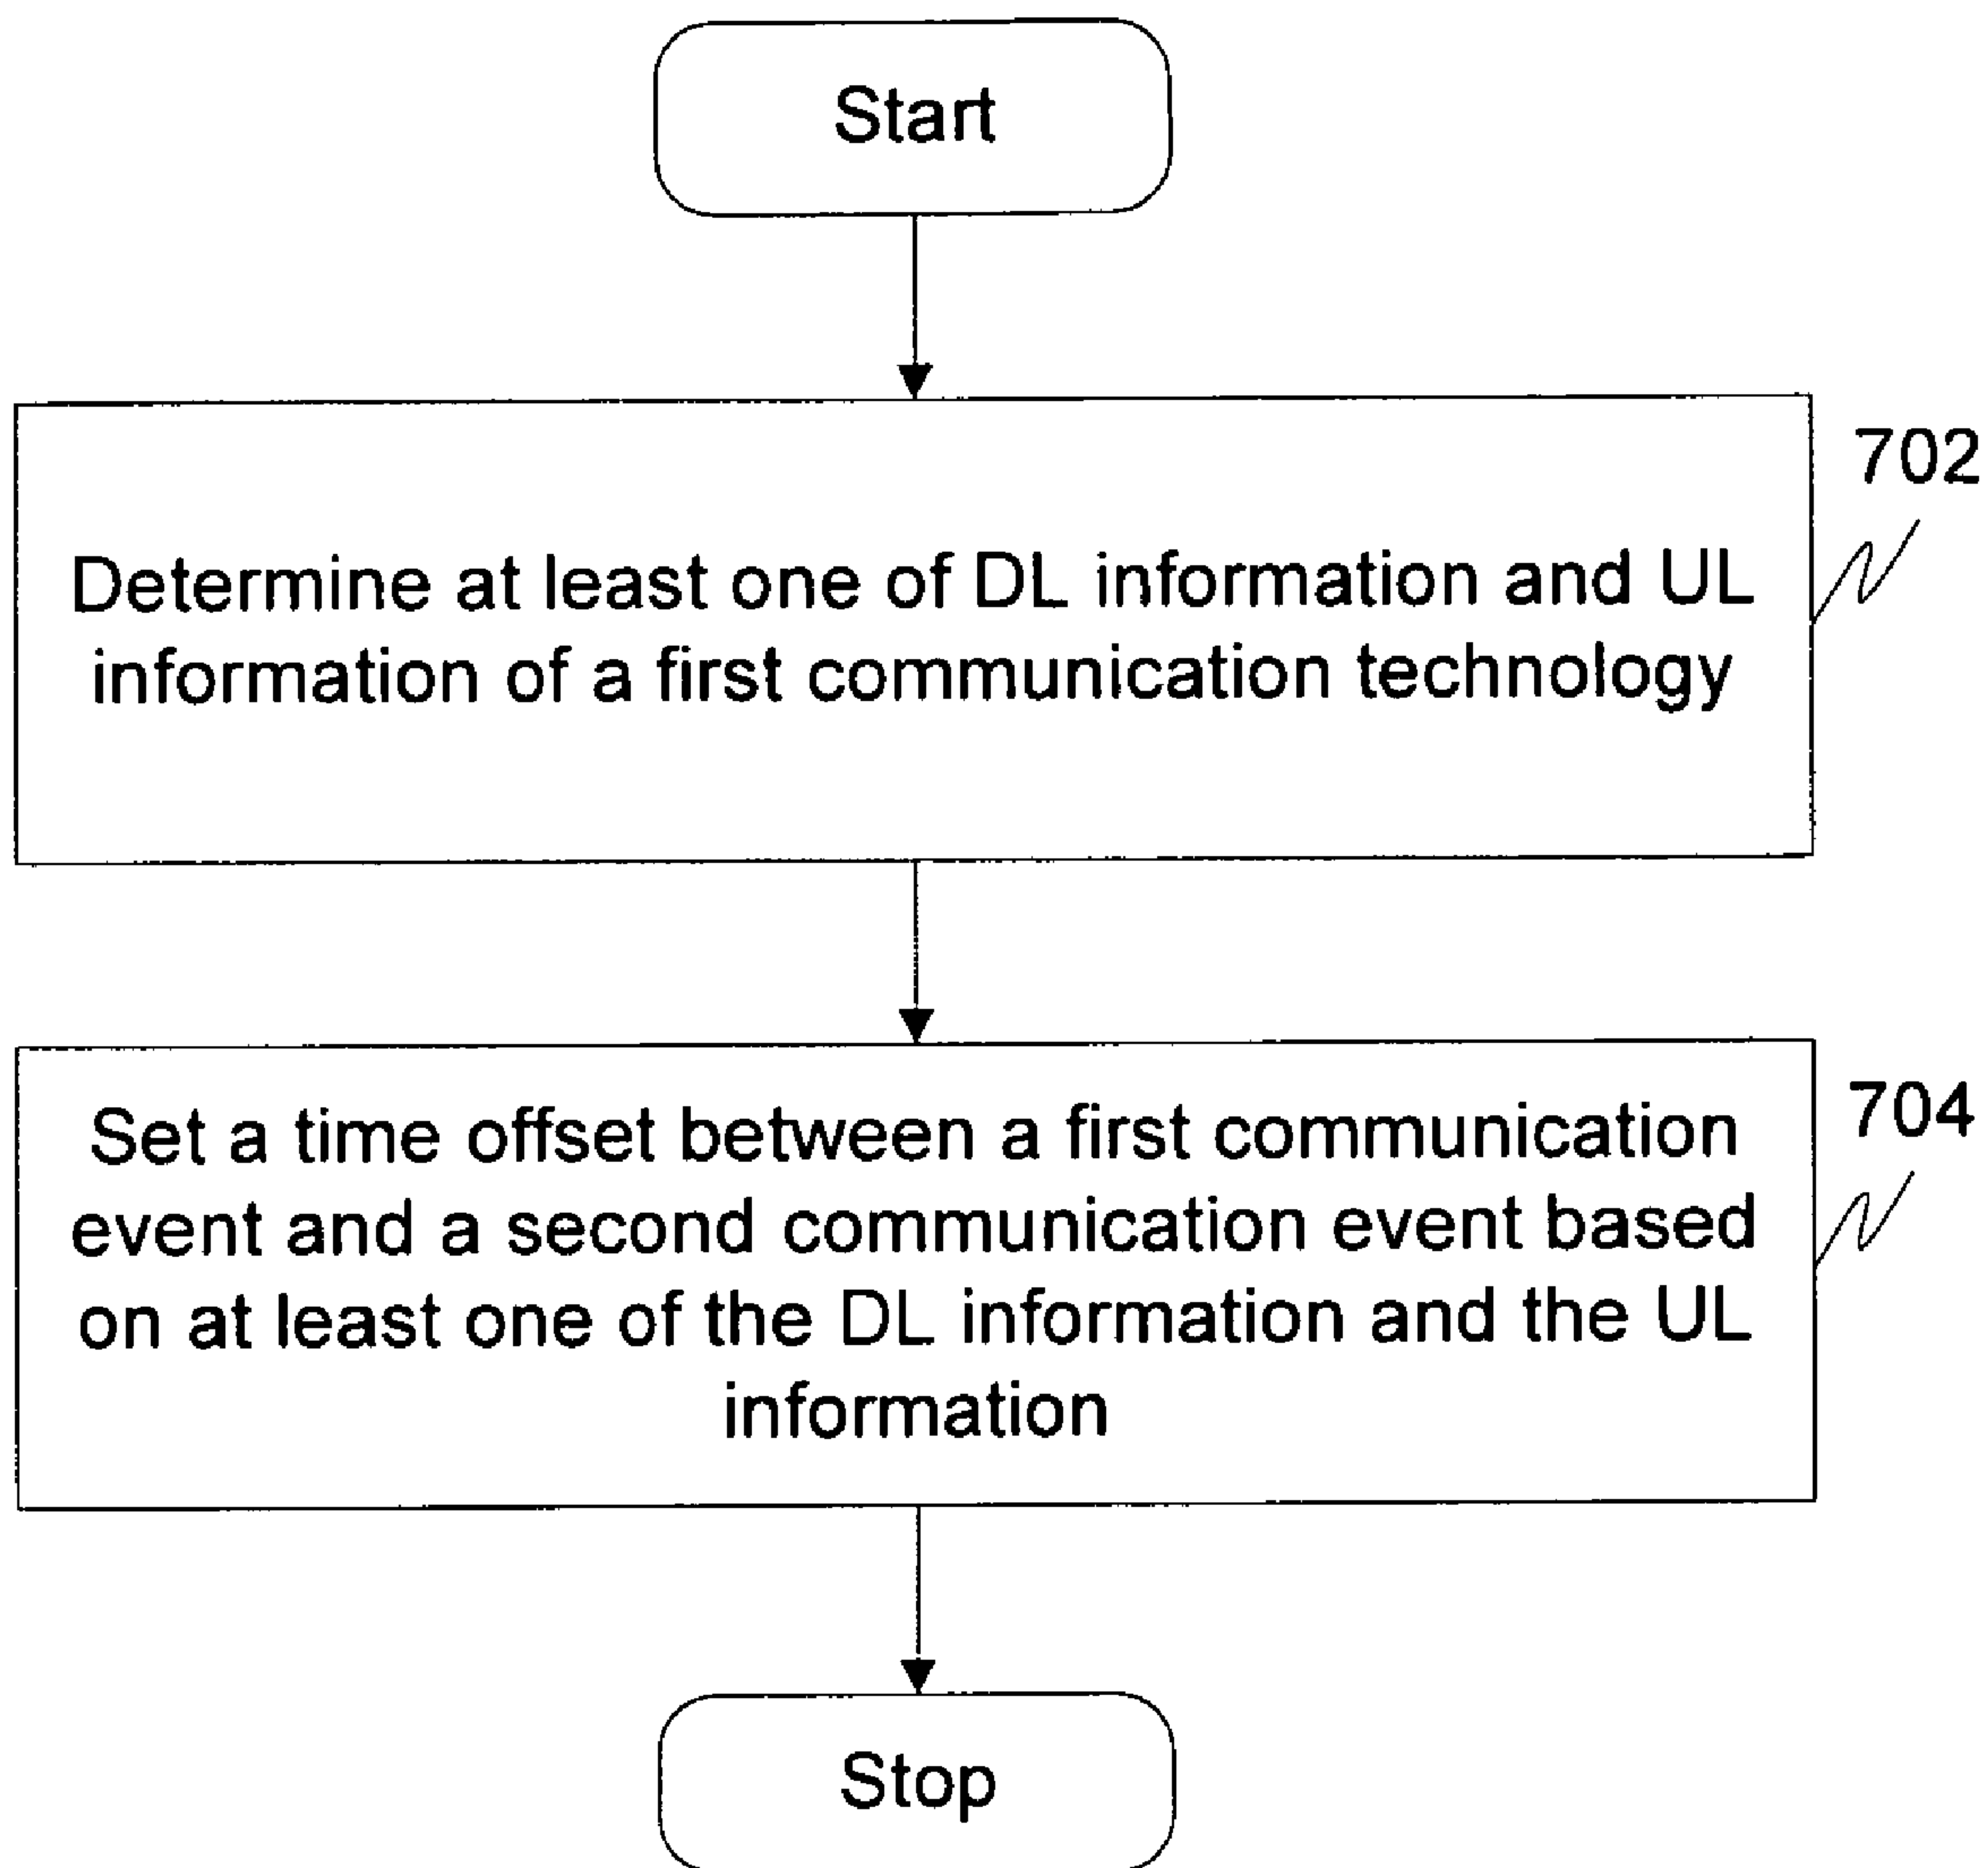 Start
702
Determine at least one of DL information and UL
information of a first communication technology
704
Set a time offset between a first communication
event and a second communication event based
on at least one of the DL information and the UL
information
Stop